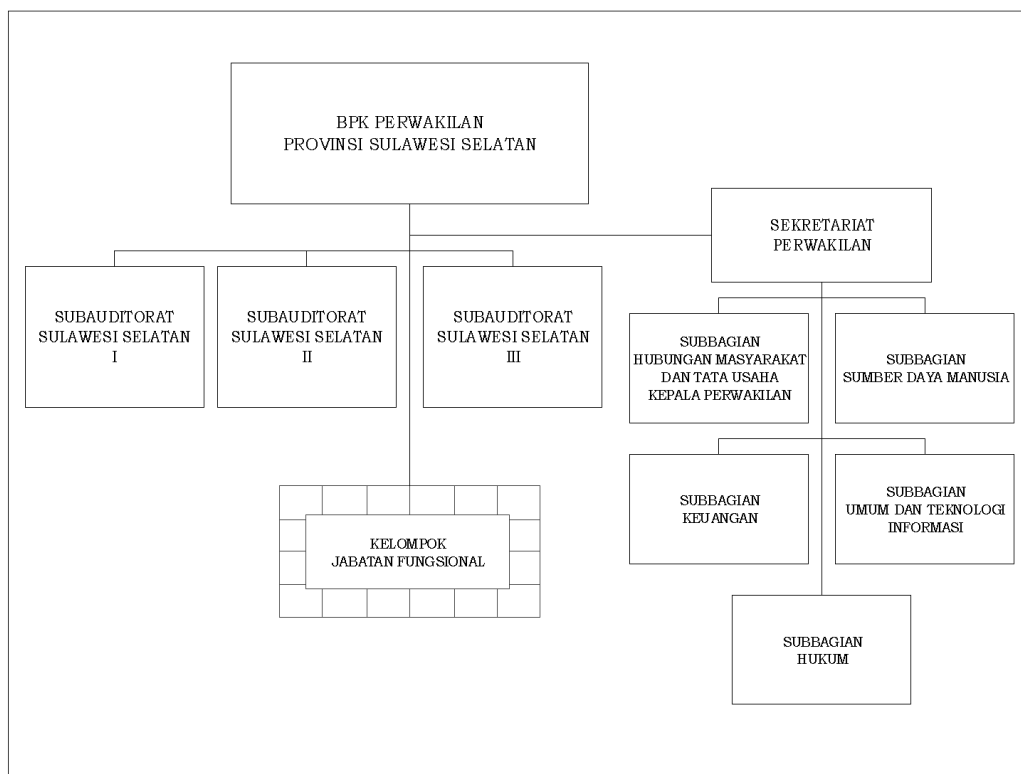 BPK PERWAKILAN
PROVINSI SULAWESI SELATAN
SEKRETARIAT
PERWAKILAN
SUBAUDITORAT
SULAWESI SELATAN
I
SUBAUDITORAT
SULAWESI SELATAN
II
SUBAUDITORAT
SULAWESI SELATAN
III
SUBBAGIAN
HUBUNGAN MASYARAKAT
DAN TATA USAHA
KEPALA PERWAKILAN
SUBBAGIAN
SUMBER DAYA MANUSIA
SUBBAGIAN
KEUANGAN
SUBBAGIAN
UMUM DAN TEKNOLOGI
INFORMASI
KELOMPOK
JABATAN FUNGSIONAL
SUBBAGIAN
HUKUM